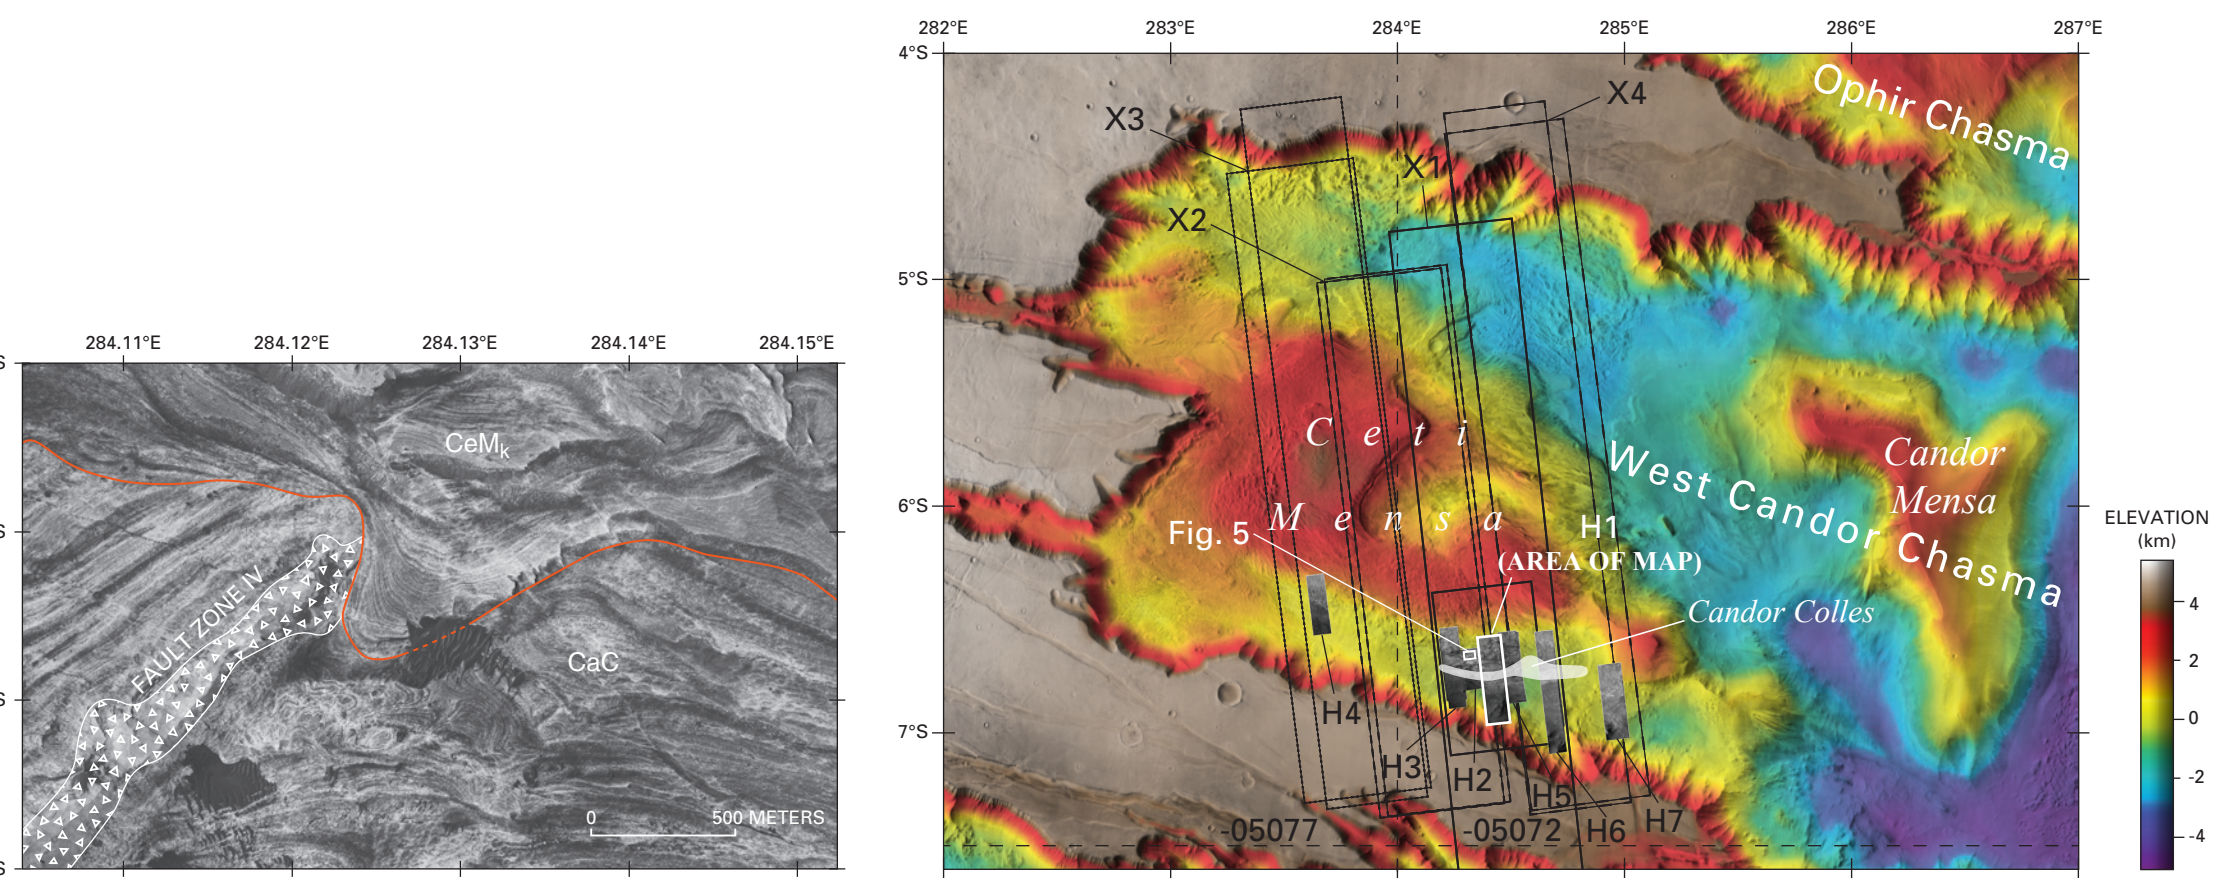 284.11°E 284.12°E 284.13°E 284.14°E 284.15°E
S
S
S
S
CeMk
FAULT ZONE IV
CaC
0 500 METERS
282°E 283°E 284°E 285°E 286°E 287°E
4°S
5°S
6°S
7°S
X3
X4
X1
X2
Ophir Chasma
Ceti
Mensa
West Candor Chasma
Candor
Mensa
Fig. 5
H1
(AREA OF MAP)
Candor Colles
H4
H3
H2
H5
H6
H7
-05077
-05072
ELEVATION
(km)
4
2
0
-2
-4